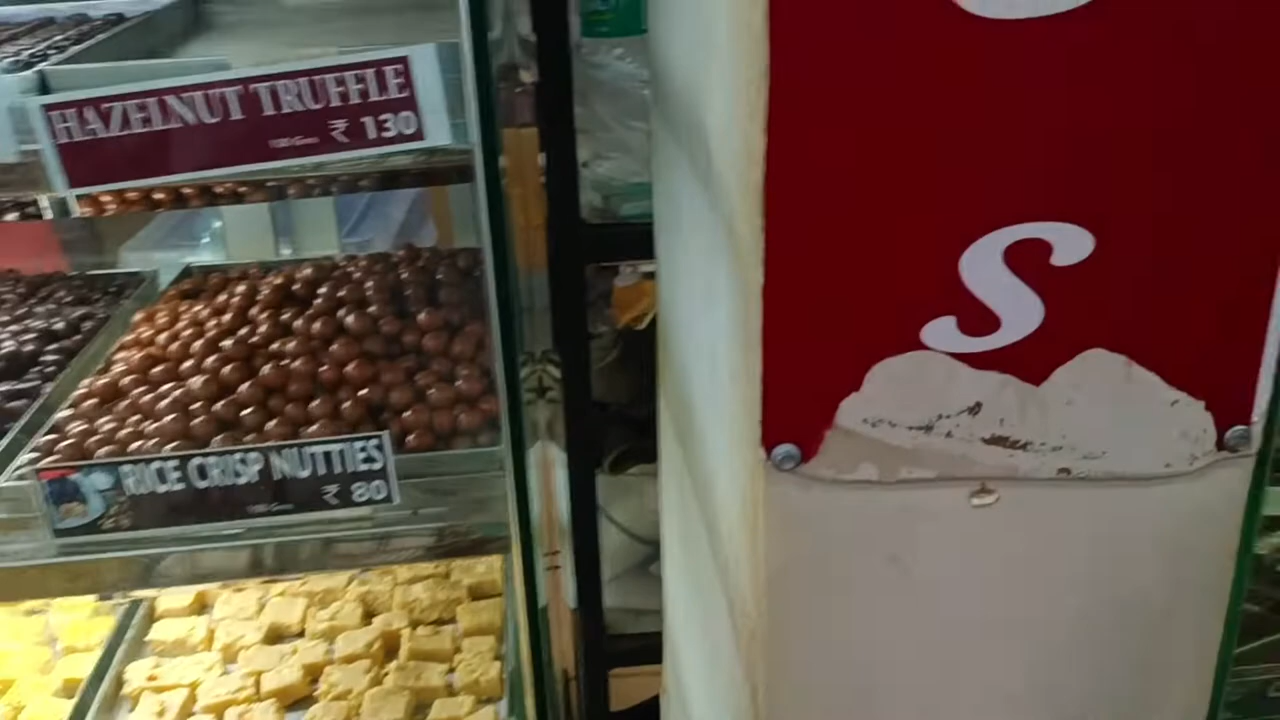 HAZELNUT TRUFFLE
₹ 130
RICE CRISP NUTTIES
₹ 80
S